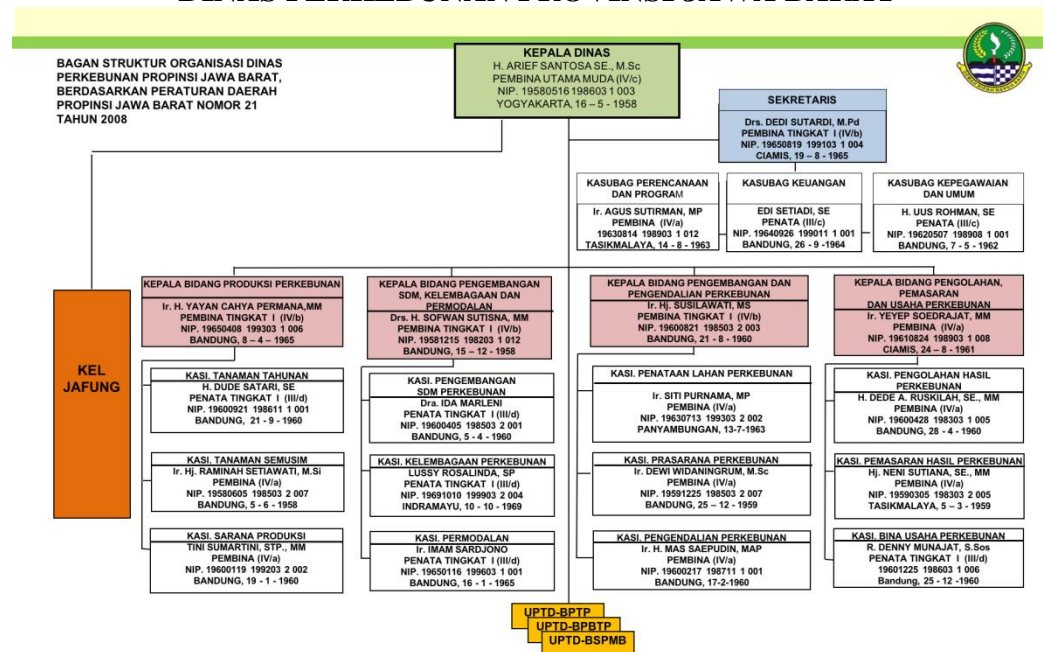 DINAS PERKEBUNAN PROVINSI JAWA BARAT
BAGAN STRUKTUR ORGANISASI DINAS
PERKEBUNAN PROPINSI JAWA BARAT,
BERDASARKAN PERATURAN DAERAH
PROPINSI JAWA BARAT NOMOR 21
TAHUN 2008
KEPALA DINAS
H. ARIEF SANTOSA SE., M.Sc
PEMBINA UTAMA MUDA (IV/c)
NIP. 19580516 198603 1 003
YOGYAKARTA, 16 – 5 - 1958
SEKRETARIS
Drs. DEDI SUTARDI, M.Pd
PEMBINA TINGKAT I (IV/b)
NIP. 19650819 199103 1 004
CIAMIS, 19 – 8 - 1965
KASUBAG PERENCANAAN
DAN PROGRAM
Ir. AGUS SUTIRMAN, MP
PEMBINA (IV/a)
19630814 198903 1 012
TASIKMALAYA, 14 - 8 - 1963
KASUBAG KEUANGAN
EDI SETIADI, SE
PENATA (III/c)
NIP. 19640926 199011 1 001
BANDUNG, 26 - 9 -1964
KASUBAG KEPEGAWAIAN
DAN UMUM
H. UUS ROHMAN, SE
PENATA (III/c)
NIP. 19620507 198908 1 001
BANDUNG, 7 - 5 - 1962
KEL
JAFUNG
KEPALA BIDANG PRODUKSI PERKEBUNAN
Ir. H. YAYAN CAHYA PERMANA,MM
PEMBINA TINGKAT I (IV/b)
NIP. 19650408 199303 1 006
BANDUNG, 8 – 4 – 1965
KASI. TANAMAN TAHUNAN
H. DUDE SATARI, SE
PENATA TINGKAT I (III/d)
NIP. 19600921 198611 1 001
BANDUNG, 21 - 9 - 1960
KASI. TANAMAN SEMUSIM
Ir. Hj. RAMINAH SETIAWATI, M.Si
PEMBINA (IV/a)
NIP. 19580605 198503 2 007
BANDUNG, 5 - 6 - 1958
KASI. SARANA PRODUKSI
TINI SUMARTINI, STP., MM
PEMBINA (IV/a)
NIP. 19600119 199203 2 002
BANDUNG, 19 - 1 - 1960
KEPALA BIDANG PENGEMBANGAN
SDM, KELEMBAGAAN DAN
PERMODALAN
Drs. H. SOFWAN SUTISNA, MM
PEMBINA TINGKAT I (IV/b)
NIP. 19581215 198203 1 012
BANDUNG, 15 – 12 - 1958
KASI. PENGEMBANGAN
SDM PERKEBUNAN
Dra. IDA MARLENI
PENATA TINGKAT I (III/d)
NIP. 19600405 198503 2 001
BANDUNG, 5 - 4 - 1960
KASI. KELEMBAGAAN PERKEBUNAN
LUSSY ROSALINDA, SP
PENATA TINGKAT I (III/d)
NIP. 19691010 199903 2 004
INDRAMAYU, 10 - 10 - 1969
KASI. PERMODALAN
Ir. IMAM SARDJONO
PENATA TINGKAT I (III/d)
NIP. 19650116 199603 1 001
BANDUNG, 16 - 1 - 1965
KEPALA BIDANG PENGEMBANGAN DAN
PENGENDALIAN PERKEBUNAN
Ir. Hj. SUSILAWATI, MS
PEMBINA TINGKAT I (IV/b)
NIP. 19600821 198503 2 003
BANDUNG, 21 - 8 - 1960
KASI. PENATAAN LAHAN PERKEBUNAN
Ir. SITI PURNAMA, MP
PEMBINA (IV/a)
NIP. 19630713 199303 2 002
PANYAMBUNGAN, 13-7-1963
KASI. PRASARANA PERKEBUNAN
Ir. DEWI WIDANINGRUM, M.Sc
PEMBINA (IV/a)
NIP. 19591225 198503 2 007
BANDUNG, 25 – 12 - 1959
KASI. PENGENDALIAN PERKEBUNAN
Ir. H. MAS SAEPUDIN, MAP
PEMBINA (IV/a)
NIP. 19600217 198711 1 001
BANDUNG, 17-2-1960
KEPALA BIDANG PENGOLAHAN,
PEMASARAN
DAN USAHA PERKEBUNAN
Ir. YEYEP SOEDRAJAT, MM
PEMBINA (IV/a)
NIP. 19610824 198903 1 008
CIAMIS, 24 – 8 - 1961
KASI. PENGOLAHAN HASIL
PERKEBUNAN
H. DEDE A. RUSKILAH, SE., MM
PEMBINA (IV/a)
NIP. 19600428 198303 1 005
BANDUNG, 28 - 4 - 1960
KASI. PEMASARAN HASIL PERKEBUNAN
Hj. NENI SUTIANA, SE., MM
PEMBINA (IV/a)
NIP. 19590305 198303 2 005
TASIKMALAYA, 5 – 3 – 1959
KASI. BINA USAHA PERKEBUNAN
R. DENNY MUNAJAT, S.Sos
PENATA TINGKAT I (III/d)
19601225 198603 1 006
Bandung, 25 - 12 -1960
UPTD-BPTP
UPTD-BPBTP
UPTD-BSPMB